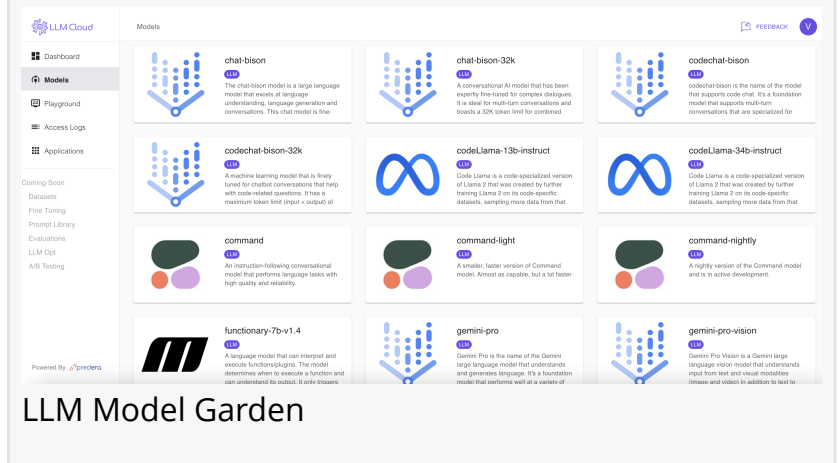 LLM Cloud
Models
FEEDBACK
V
Dashboard
Models
Playground
Access Logs
Applications
Coming Soon
Datasets
Fine Tuning
Prompt Library
Evaluations
LLM Opt
A/B Testing
Powered By predera
chat-bison
LLM
The chat-bison model is a large language
model that excels at language
understanding, language generation and
conversations. This chat model is fine-
chat-bison-32k
LLM
A conversational AI model that has been
expertly fine-tuned for complex dialogues.
It is ideal for multi-turn conversations and
boasts a 32K token limit for combined
codechat-bison
LLM
codechat-bison is the name of the model
that supports code chat. It's a foundation
model that supports multi-turn
conversations that are specialized for
codechat-bison-32k
LLM
A machine learning model that is finely
tuned for chatbot conversations that help
with code-related questions. It has a
maximum token limit (input + output) of
codeLlama-13b-instruct
LLM
Code Llama is a code-specialized version
of Llama 2 that was created by further
training Llama 2 on its code-specific
datasets, sampling more data from that
codeLlama-34b-instruct
LLM
Code Llama is a code-specialized version
of Llama 2 that was created by further
training Llama 2 on its code-specific
datasets, sampling more data from that
command
LLM
An instruction-following conversational
model that performs language tasks with
high quality and reliability.
command-light
LLM
A smaller, faster version of Command
model. Almost as capable, but a lot faster.
command-nightly
LLM
A nightly version of the Command model
and is in active development.
functionary-7b-v1.4
LLM
A language model that can interpret and
execute functions/plugins. The model
determines when to execute a function and
can understand its output. It only triggers
gemini-pro
LLM
Gemini Pro is the name of the Gemini
large language model that understands
and generates language. It's a foundation
model that performs well at a variety of
gemini-pro-vision
LLM
Gemini Pro Vision is a Gemini large
language vision model that understands
input from text and visual modalities
(image and video) in addition to text to
LLM Model Garden